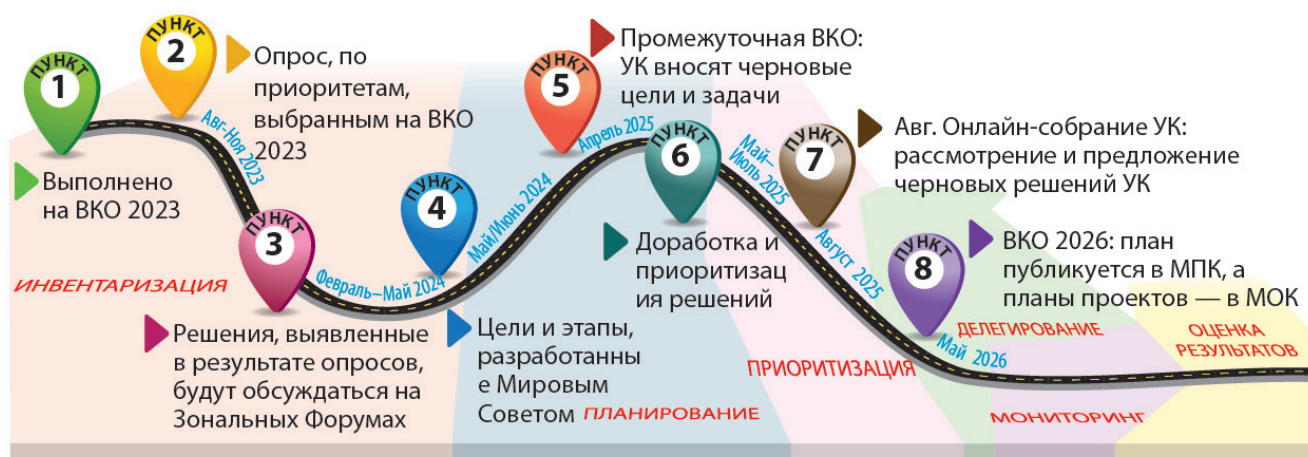 ПУНКТ
1
Выполнено
на ВКО 2023
ИНВЕНТАРИЗАЦИЯ
ПУНКТ
2
Опрос, по
приоритетам,
выбранным на ВКО
2023
Авг-Ноя 2023
ПУНКТ
3
Решения, выявленные
в результате опросов,
будут обсуждаться на
Зональных Форумах
Февраль—Май 2024
ПУНКТ
4
Цели и этапы,
разработанны
е Мировым
Советом
ПЛАНИРОВАНИЕ
Май/Июнь 2024
ПУНКТ
5
Промежуточная ВКО:
УК вносят черновые
цели и задачи
Апрель 2025
ПУНКТ
6
Доработка и
приоритизац
ия решений
Май—
Июль 2025
ПРИОРИТИЗАЦИЯ
ПУНКТ
7
Авг. Онлайн-собрание УК:
рассмотрение и предложение
черновых решений УК
Август 2025
ПУНКТ
8
ВКО 2026: план
публикуется в МПК, а
планы проектов — в МОК
ДЕЛЕГИРОВАНИЕ
Май 2026
МОНИТОРИНГ
ОЦЕНКА
РЕЗУЛЬТАТОВ